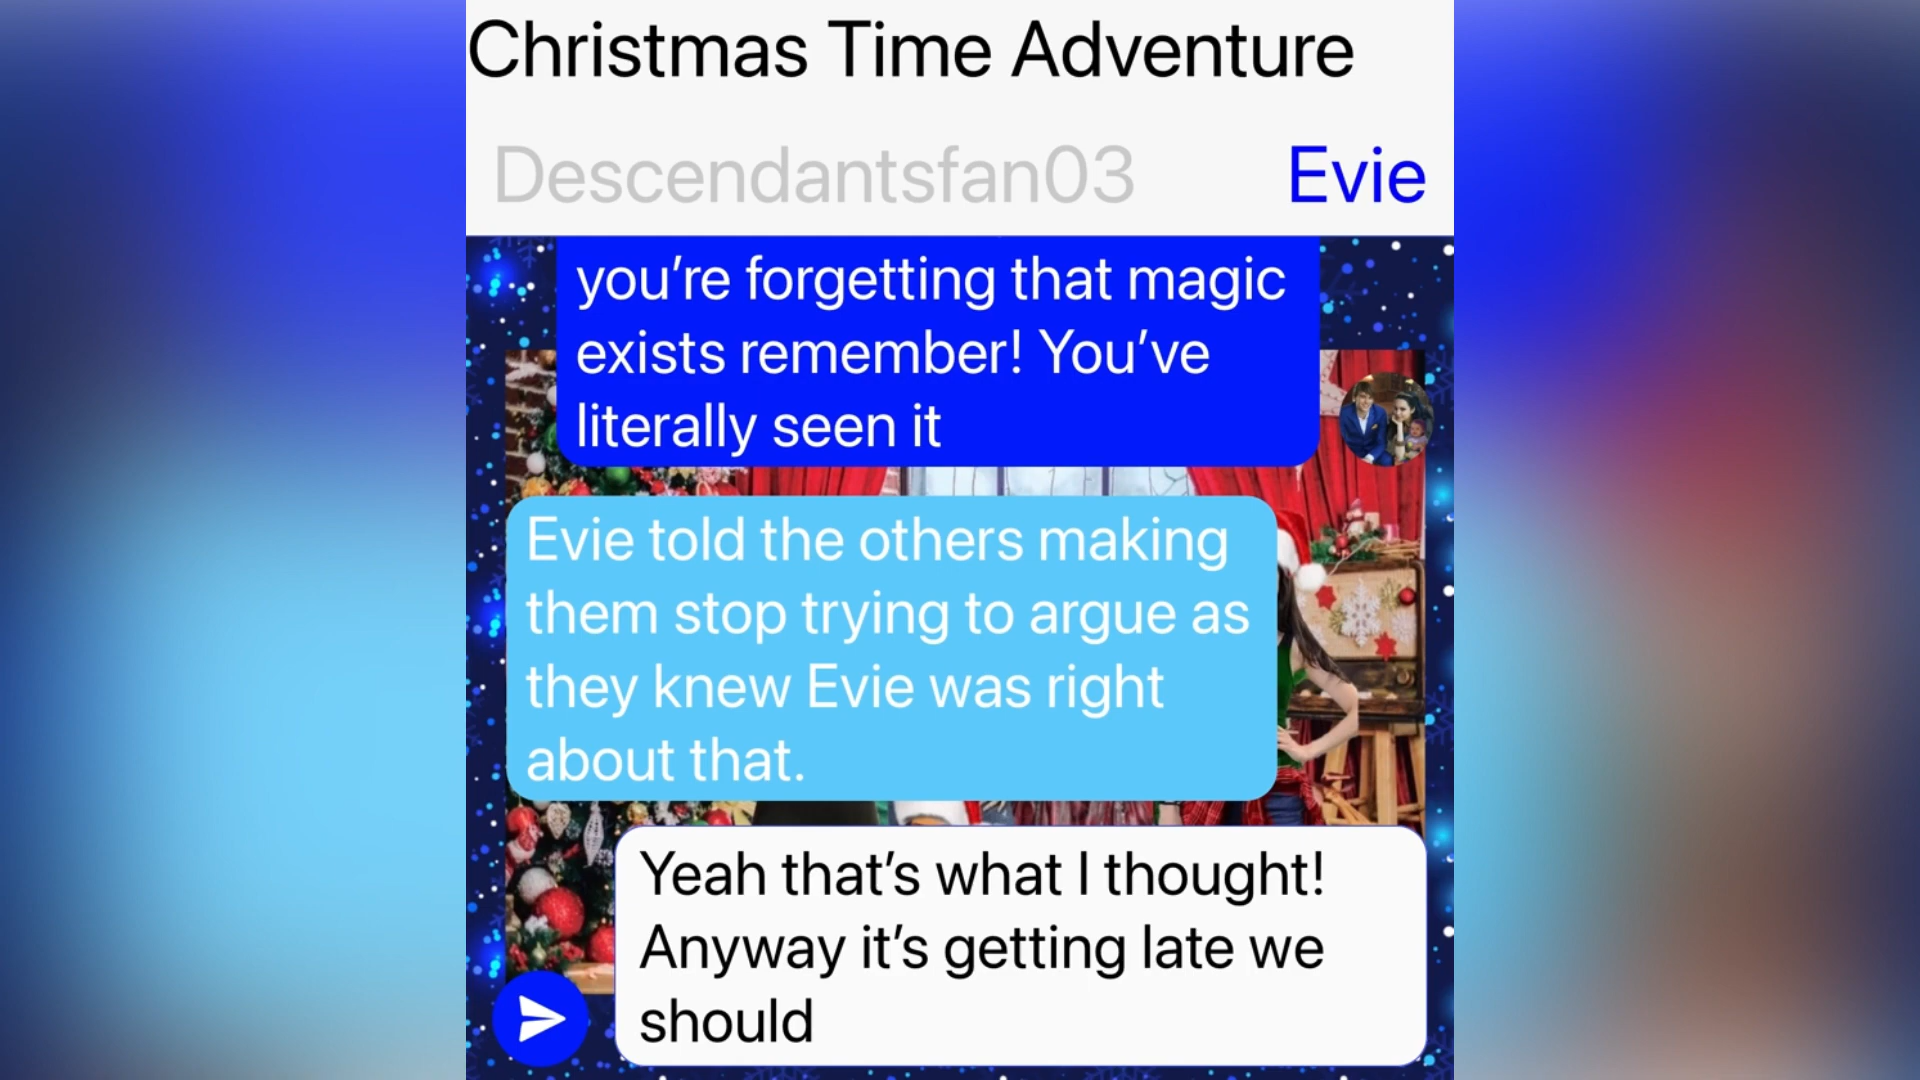 Christmas Time Adventure
Descendantsfan03 Evie
you’re forgetting that magic
exists remember! You’ve
literally seen it
Evie told the others making
them stop trying to argue as
they knew Evie was right
about that.
Yeah that’s what I thought!
Anyway it’s getting late we
should